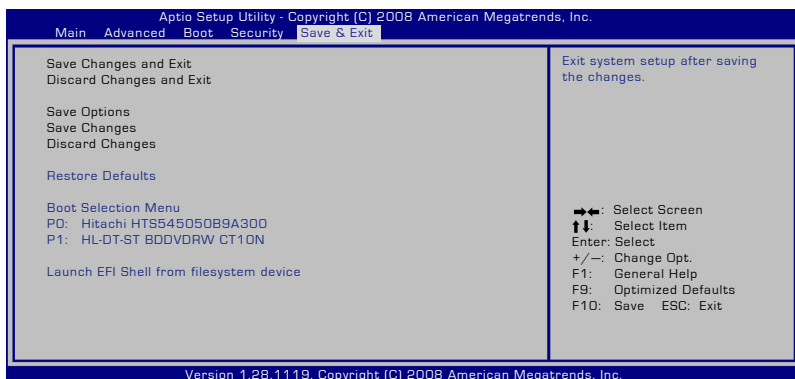 Aptio Setup Utility - Copyright (C) 2008 American Megatrends, Inc.
Main Advanced Boot Security Save & Exit
Save Changes and Exit
Discard Changes and Exit
Save Options
Save Changes
Discard Changes
Restore Defaults
Boot Selection Menu
P0: Hitachi HTS545050B9A300
P1: HL-DT-ST BDDVDRW CT10N
Launch EFI Shell from filesystem device
Exit system setup after saving
the changes.
→←: Select Screen
↑↓: Select Item
Enter: Select
+/—: Change Opt.
F1: General Help
F9: Optimized Defaults
F10: Save ESC: Exit
Version 1.28.1119. Copyright (C) 2008 American Megatrends, Inc.